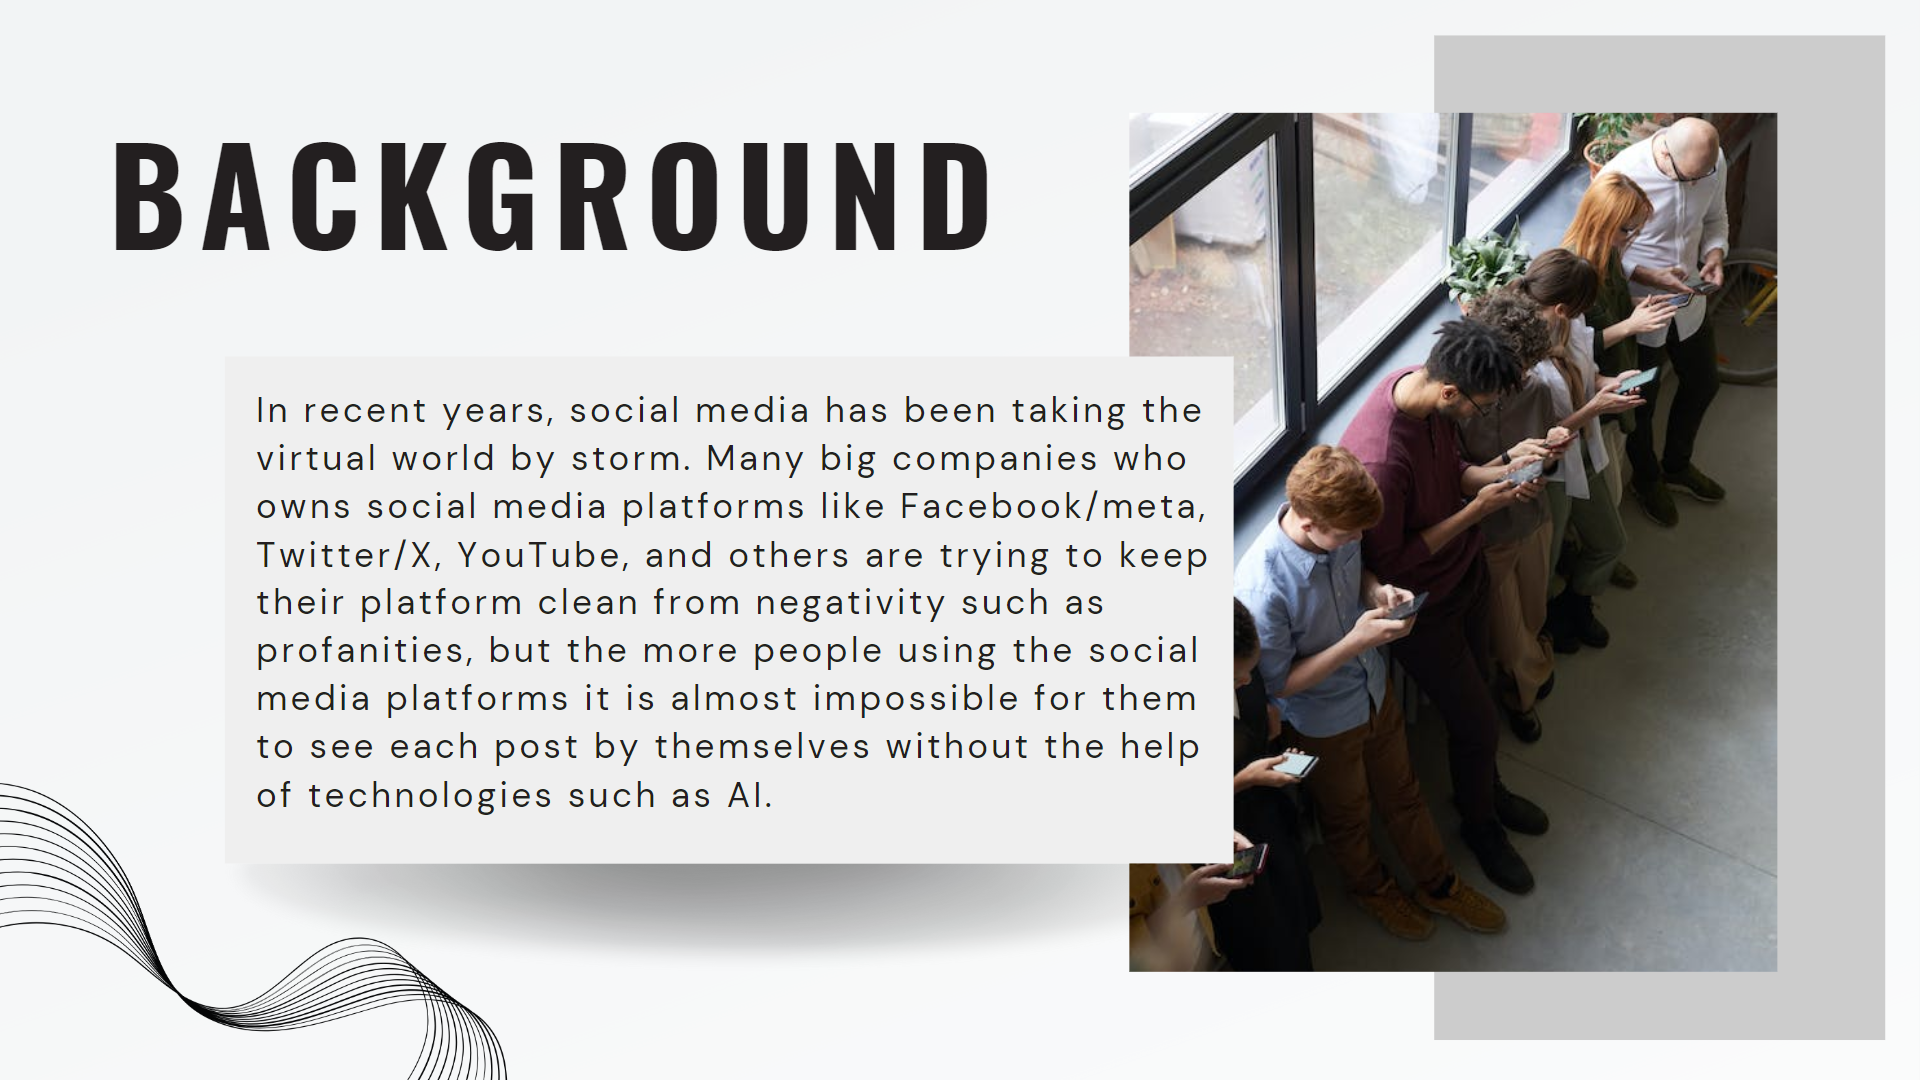 BACKGROUND
In recent years, social media has been taking the
virtual world by storm. Many big companies who
owns social media platforms like Facebook/meta,
Twitter/X, YouTube, and others are trying to keep
their platform clean from negativity such as
profanities, but the more people using the social
media platforms it is almost impossible for them
to see each post by themselves without the help
of technologies such as AI.